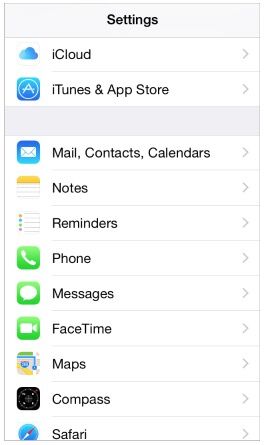 Settings
iCloud
iTunes & App Store
Mail, Contacts, Calendars
Notes
Reminders
Phone
Messages
FaceTime
Maps
Compass
Safari